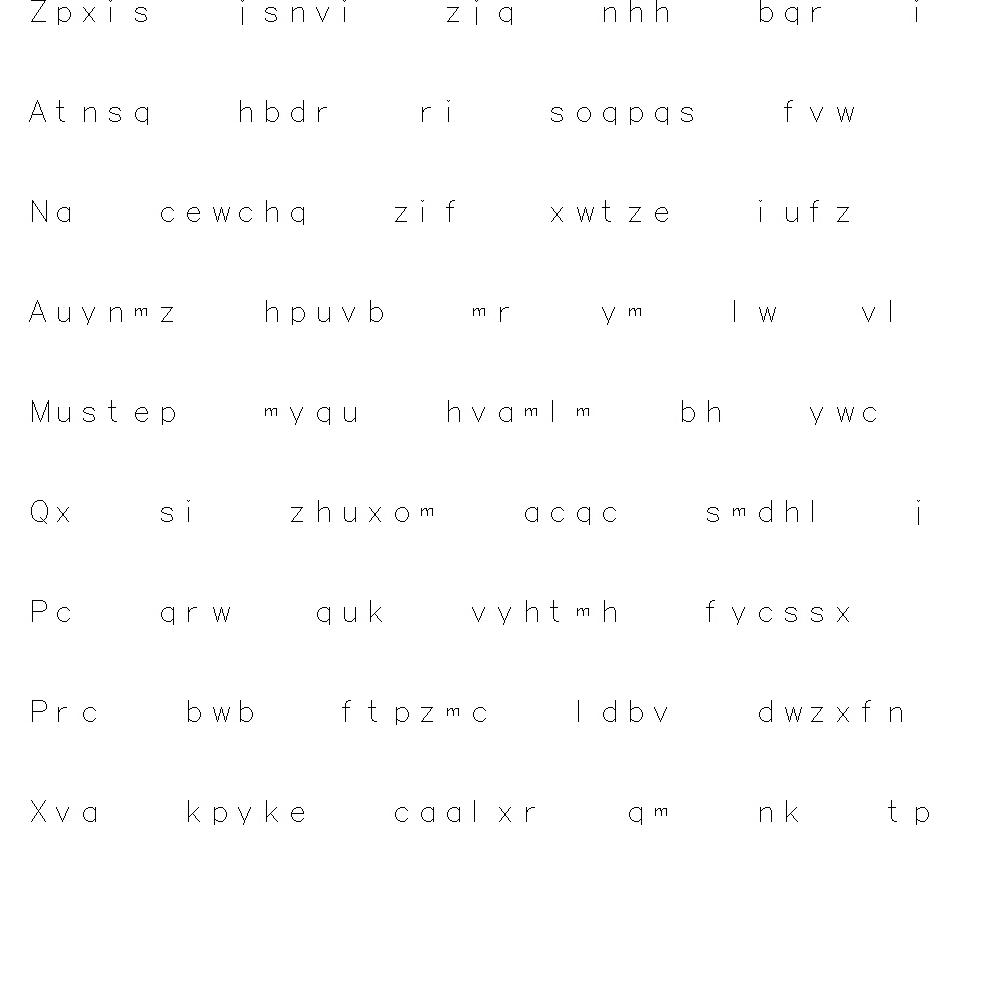 Zpxis jsnvi zjq nhh bqr i
Atnsq hbdr ri soqpqs fvw
Na cewchq zif xwtze iufz
Auynmz hpuvb mr ym lw vl
Mustep myqu hvamlm bh ywc
Qx si zhuxom acqc smdhl j
Pc qrw quk vyhtmh fycssx
Prc bwb ftpzmc ldbv dwzxfn
Xva kpyke caalxr qm nk tp